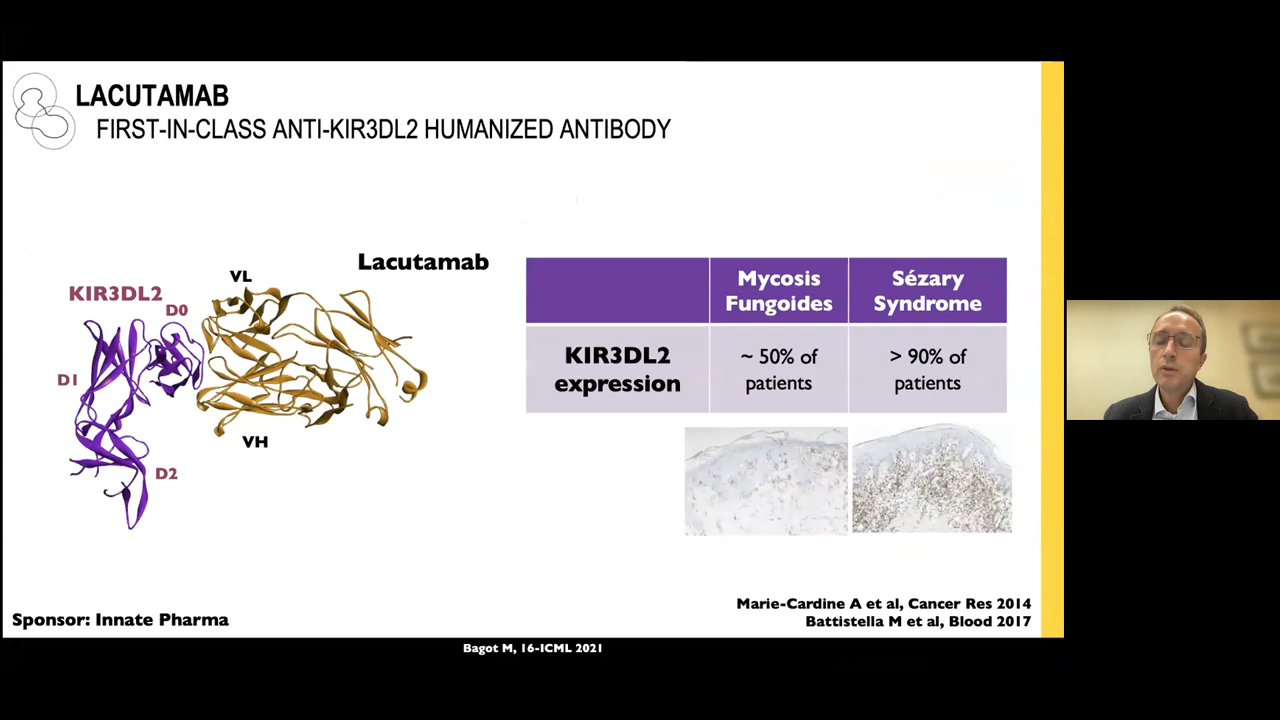 LACUTAMAB
FIRST-IN-CLASS ANTI-KIR3DL2 HUMANIZED ANTIBODY
Lacutamab
VL
KIR3DL2
D0
D1
VH
D2
Mycosis Fungoides
Sézary Syndrome
KIR3DL2 expression
~ 50% of patients
> 90% of patients
Marie-Cardine A et al, Cancer Res 2014
Battistella M et al, Blood 2017
Sponsor: Innate Pharma
Bagot M, 16-ICML 2021